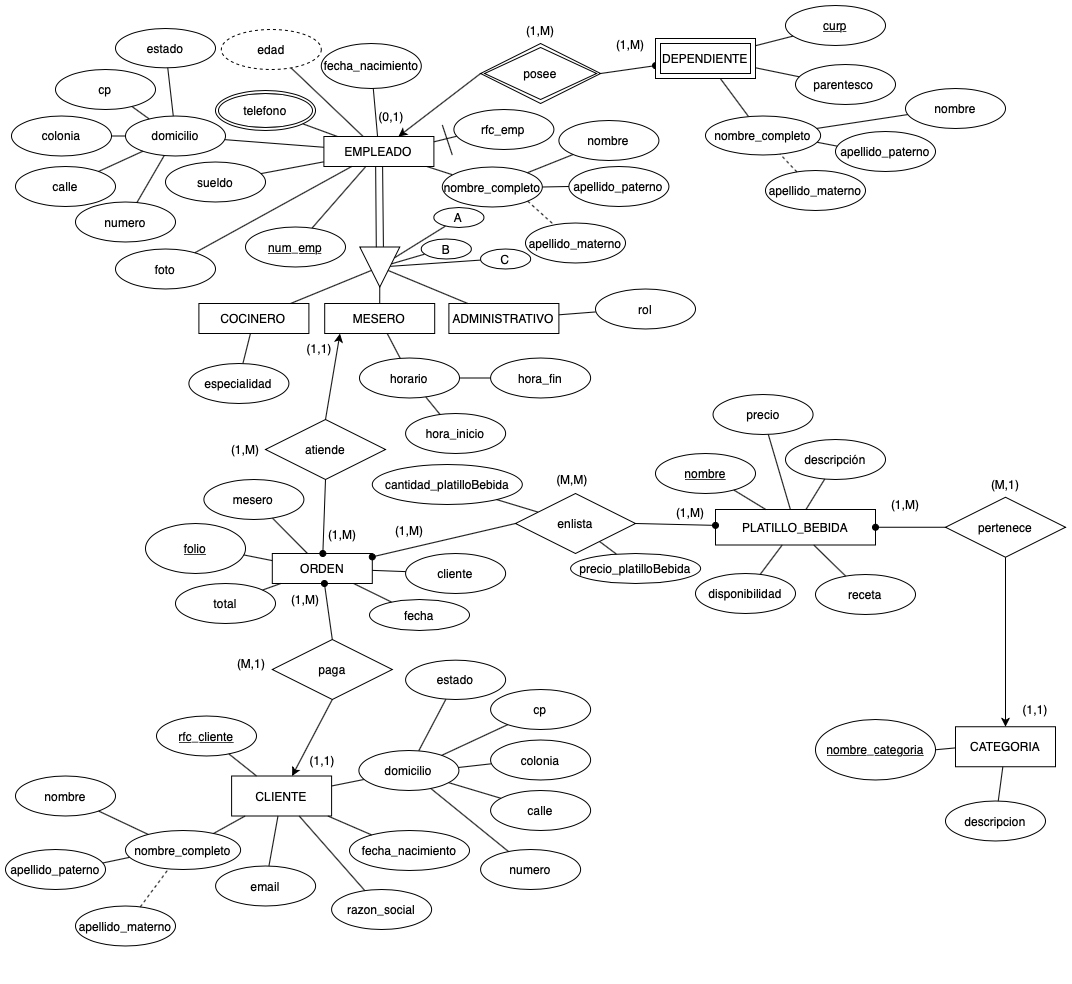 curp
(1,M)
estado
edad
(1,M)
DEPENDIENTE
fecha_nacimiento
posee
cp
parentesco
telefono
nombre
(0,1)
rfc_emp
colonia
domicilio
nombre_completo
nombre
EMPLEADO
apellido_paterno
sueldo
calle
nombre_completo
apellido_paterno
apellido_materno
numero
A
num_emp
B
apellido_materno
C
foto
rol
COCINERO
MESERO
ADMINISTRATIVO
(1,1)
especialidad
horario
hora_fin
precio
hora_inicio
(1,M)
atiende
descripción
nombre
(M,M)
cantidad_platilloBebida
(M,1)
mesero
(1,M)
(1,M)
enlista
PLATILLO_BEBIDA
pertenece
(1,M)
(1,M)
folio
ORDEN
cliente
precio_platilloBebida
disponibilidad
receta
total
(1,M)
fecha
(M,1)
paga
estado
cp
(1,1)
rfc_cliente
nombre_categoria
CATEGORIA
(1,1)
domicilio
colonia
nombre
CLIENTE
calle
descripcion
nombre_completo
fecha_nacimiento
apellido_paterno
numero
email
razon_social
apellido_materno